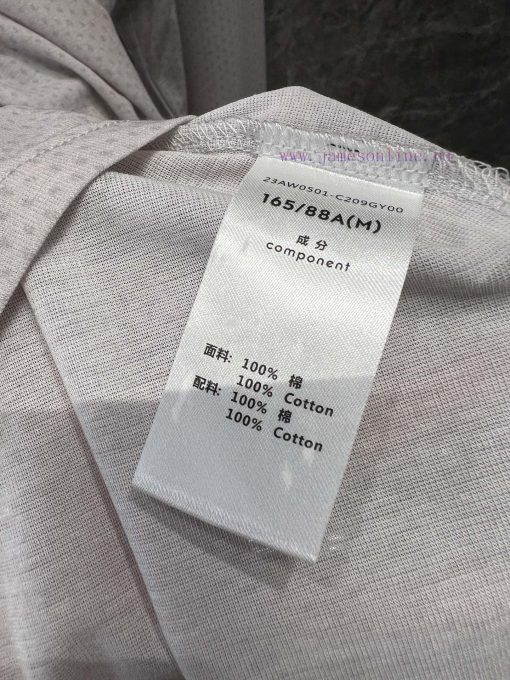 www.jamesonline.ru
23AW0501-C209GY00
165/88A(M)
成分
component
面料: 100% 棉
100% Cotton
配料: 100% 棉
100% Cotton